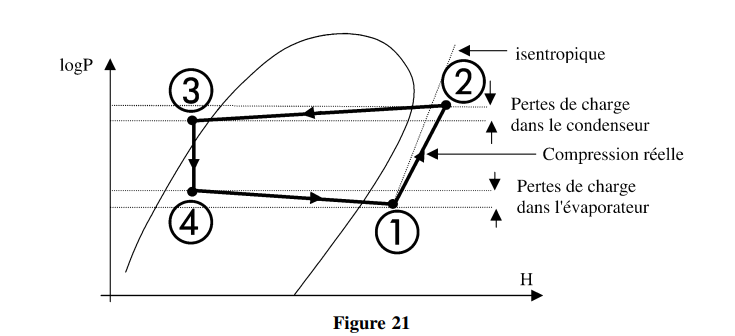 isentropique
logP
3
2
Pertes de charge
dans le condenseur
Compression réelle
Pertes de charge
dans l'évaporateur
4
1
H
Figure 21